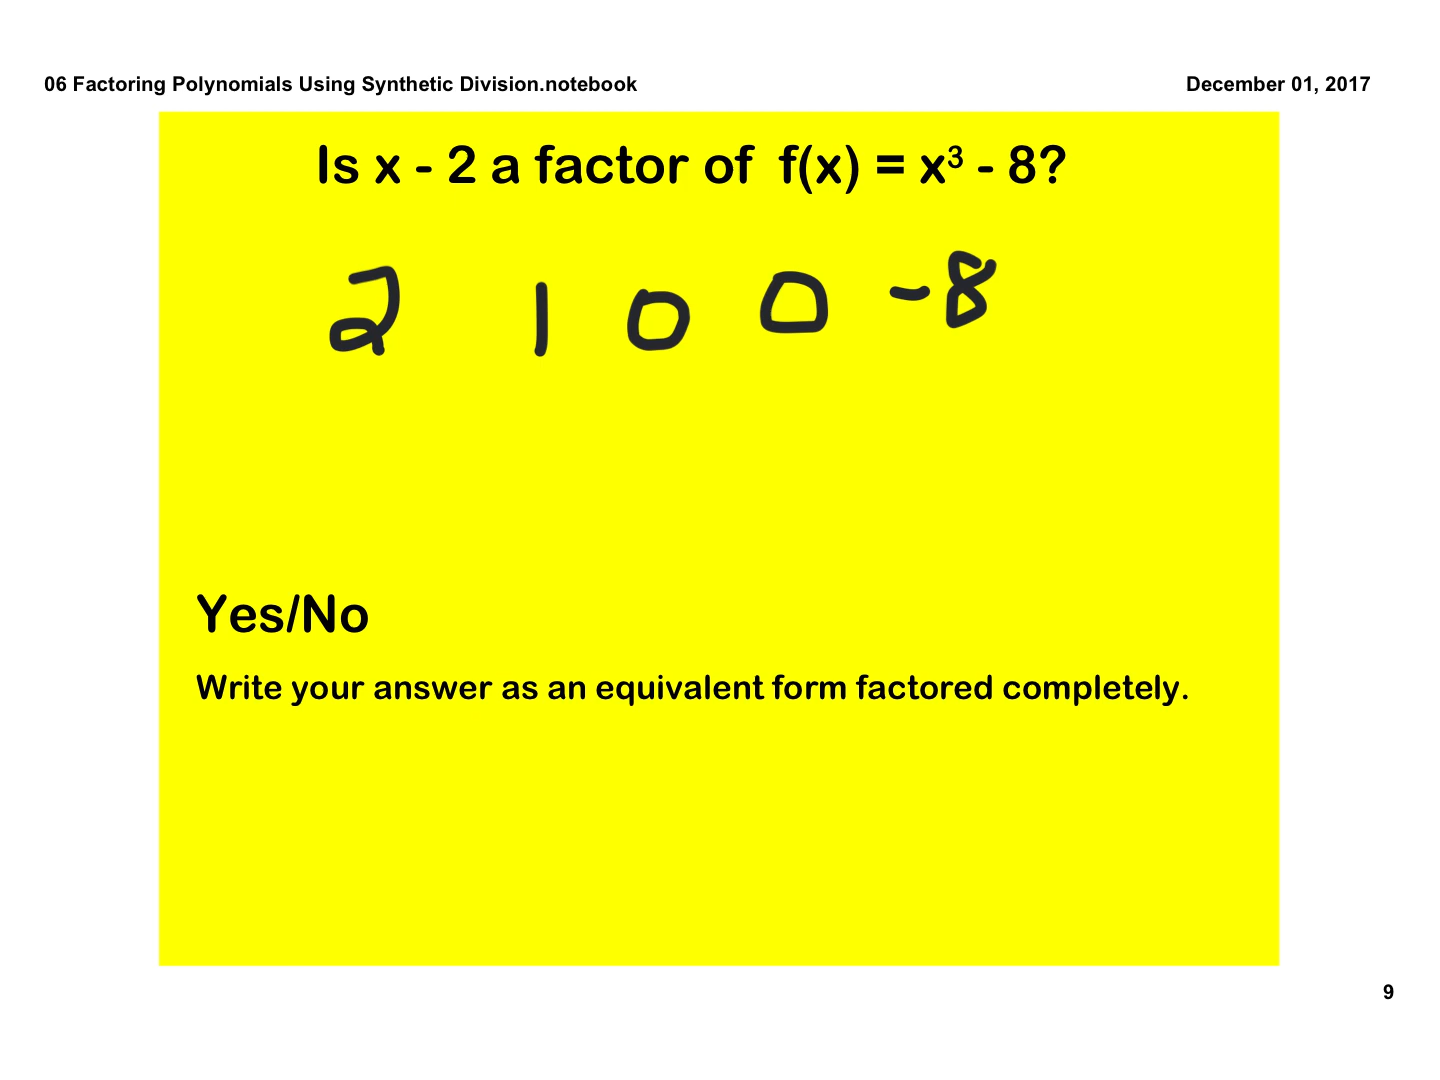 06 Factoring Polynomials Using Synthetic Division.notebook
December 01, 2017
Is x - 2 a factor of f(x) = x³ - 8?
2 1 0 0 -8
Yes/No
Write your answer as an equivalent form factored completely.
9